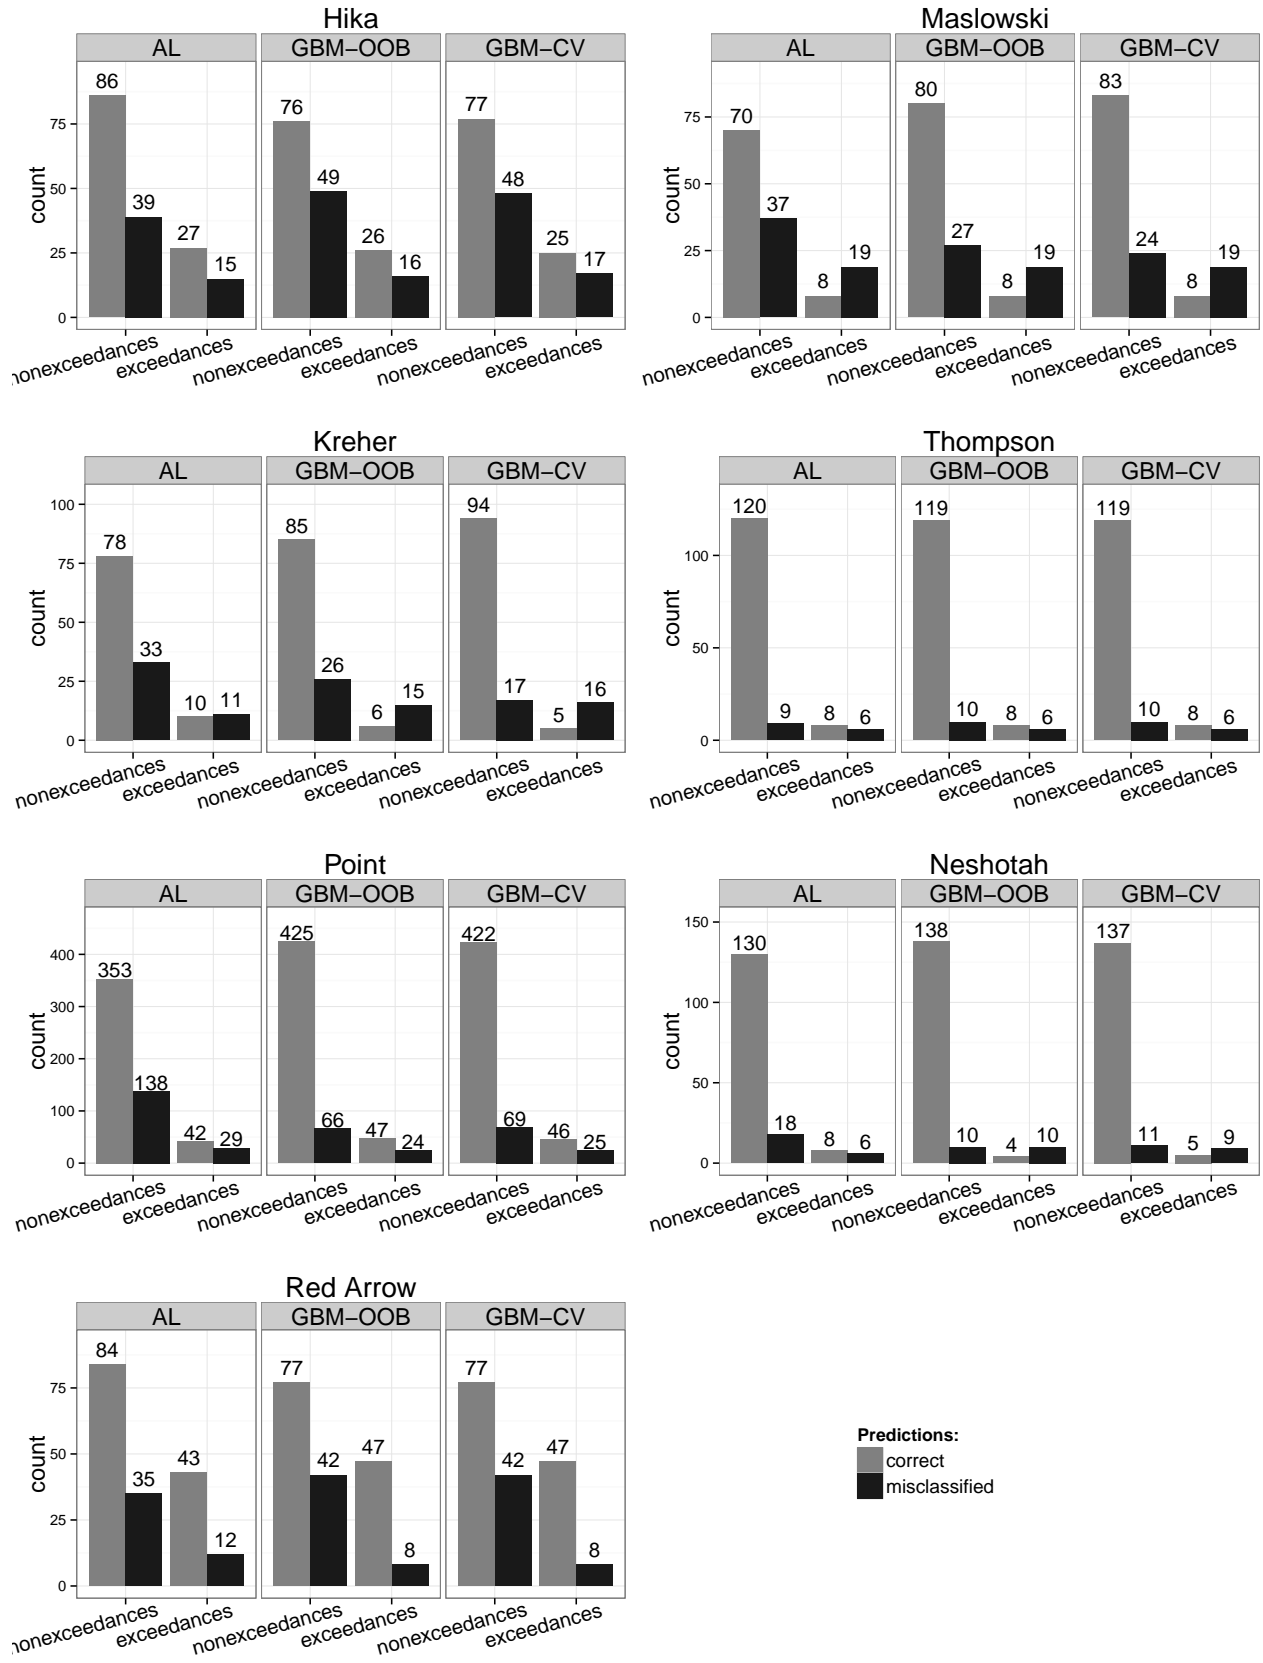 Hika
AL GBM−OOB GBM−CV
86 39 27 15 76 49 26 16 77 48 25 17
75
50
25
0
count
nonexceedances exceedances nonexceedances exceedances nonexceedances exceedances
Maslowski
AL GBM−OOB GBM−CV
70 37 8 19 80 27 8 19 83 24 8 19
75
50
25
0
count
nonexceedances exceedances nonexceedances exceedances nonexceedances exceedances
Kreher
AL GBM−OOB GBM−CV
78 33 10 11 85 26 6 15 94 17 5 16
100
75
50
25
0
count
nonexceedances exceedances nonexceedances exceedances nonexceedances exceedances
Thompson
AL GBM−OOB GBM−CV
120 9 8 6 119 10 8 6 119 10 8 6
100
50
0
count
nonexceedances exceedances nonexceedances exceedances nonexceedances exceedances
Point
AL GBM−OOB GBM−CV
353 138 42 29 425 66 47 24 422 69 46 25
400
300
200
100
0
count
nonexceedances exceedances nonexceedances exceedances nonexceedances exceedances
Neshotah
AL GBM−OOB GBM−CV
130 18 8 6 138 10 4 10 137 11 5 9
150
100
50
0
count
nonexceedances exceedances nonexceedances exceedances nonexceedances exceedances
Red Arrow
AL GBM−OOB GBM−CV
84 35 43 12 77 42 47 8 77 42 47 8
75
50
25
0
count
nonexceedances exceedances nonexceedances exceedances nonexceedances exceedances
Predictions:
correct
misclassified